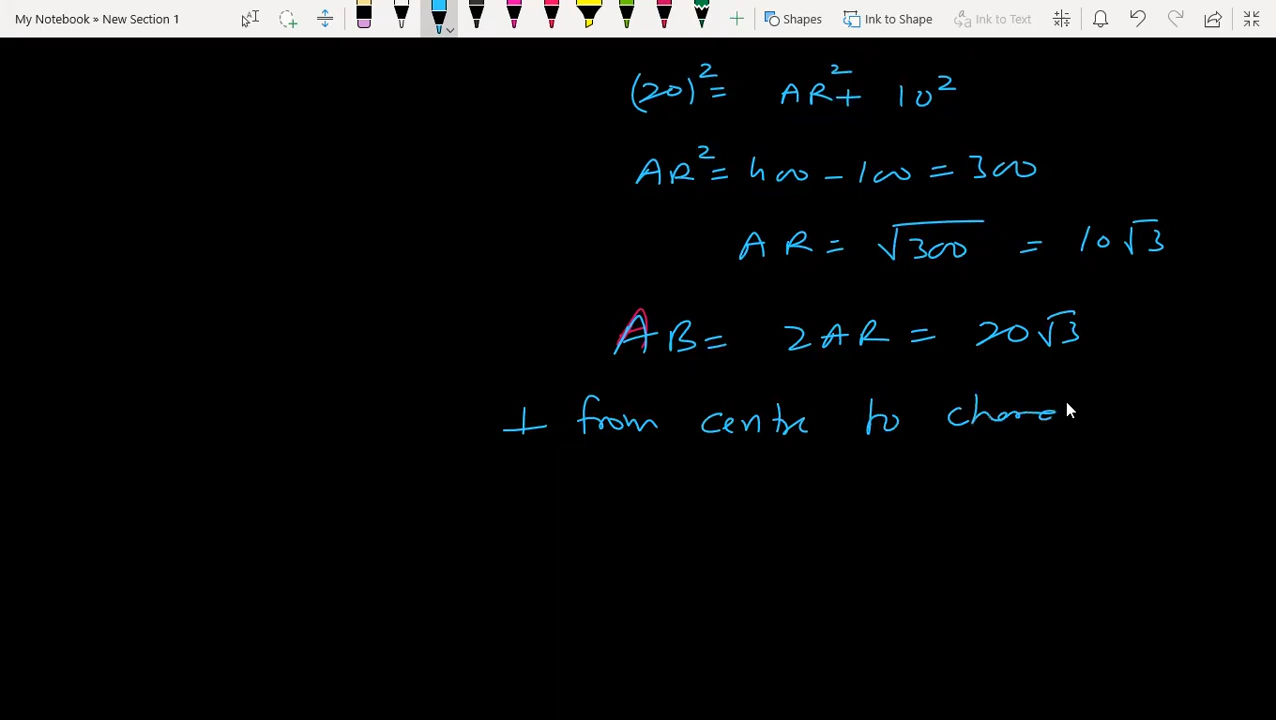 My Notebook » New Section 1
Shapes Ink to Shape Ink to Text
(20)² = AR² + 10²
AR² = 400 - 100 = 300
AR = √300 = 10√3
AB = 2AR = 20√3
⊥ from centre to